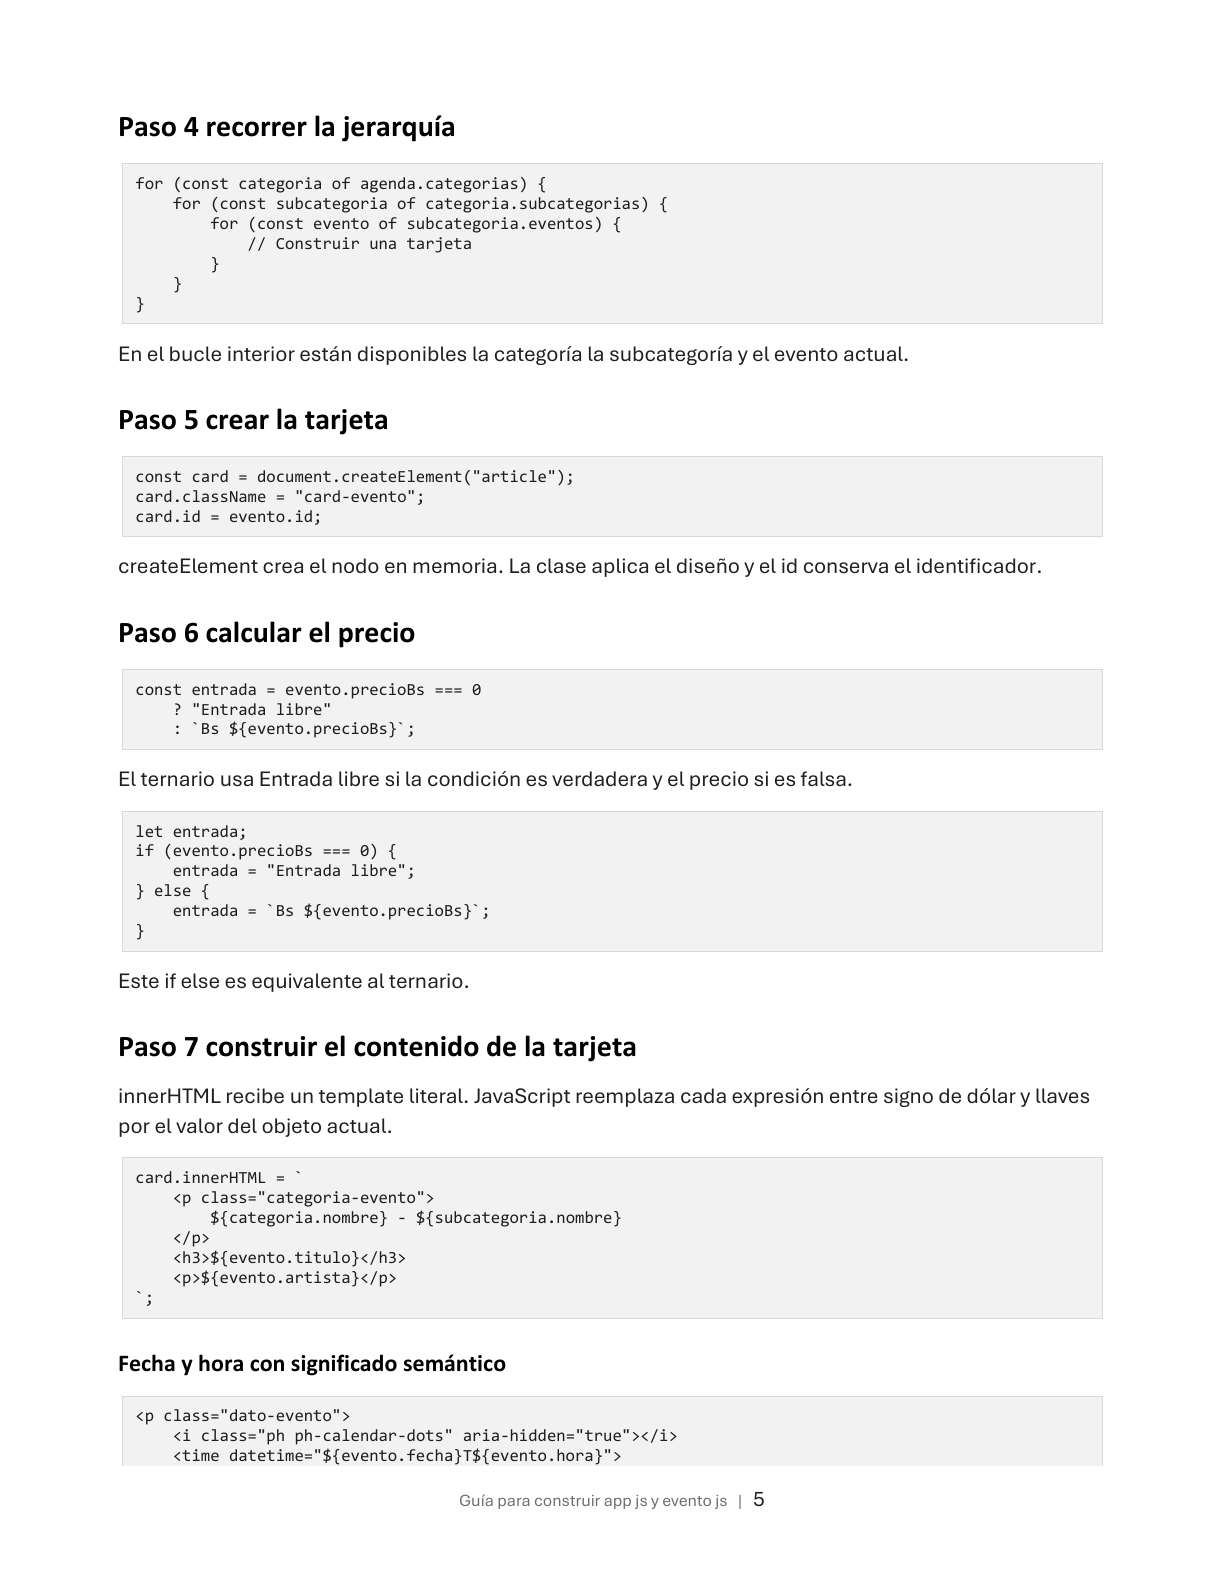 Paso 4 recorrer la jerarquía
for (const categoria of agenda.categorias) {
    for (const subcategoria of categoria.subcategorias) {
        for (const evento of subcategoria.eventos) {
            // Construir una tarjeta
        }
    }
}
En el bucle interior están disponibles la categoría la subcategoría y el evento actual.
Paso 5 crear la tarjeta
const card = document.createElement("article");
card.className = "card-evento";
card.id = evento.id;
createElement crea el nodo en memoria. La clase aplica el diseño y el id conserva el identificador.
Paso 6 calcular el precio
const entrada = evento.precioBs === 0
    ? "Entrada libre"
    : `Bs ${evento.precioBs}`;
El ternario usa Entrada libre si la condición es verdadera y el precio si es falsa.
let entrada;
if (evento.precioBs === 0) {
    entrada = "Entrada libre";
} else {
    entrada = `Bs ${evento.precioBs}`;
}
Este if else es equivalente al ternario.
Paso 7 construir el contenido de la tarjeta
innerHTML recibe un template literal. JavaScript reemplaza cada expresión entre signo de dólar y llaves
por el valor del objeto actual.
card.innerHTML = `
    <p class="categoria-evento">
        ${categoria.nombre} - ${subcategoria.nombre}
    </p>
    <h3>${evento.titulo}</h3>
    <p>${evento.artista}</p>
`;
Fecha y hora con significado semántico
<p class="dato-evento">
    <i class="ph ph-calendar-dots" aria-hidden="true"></i>
    <time datetime="${evento.fecha}T${evento.hora}">
Guía para construir app js y evento js | 5